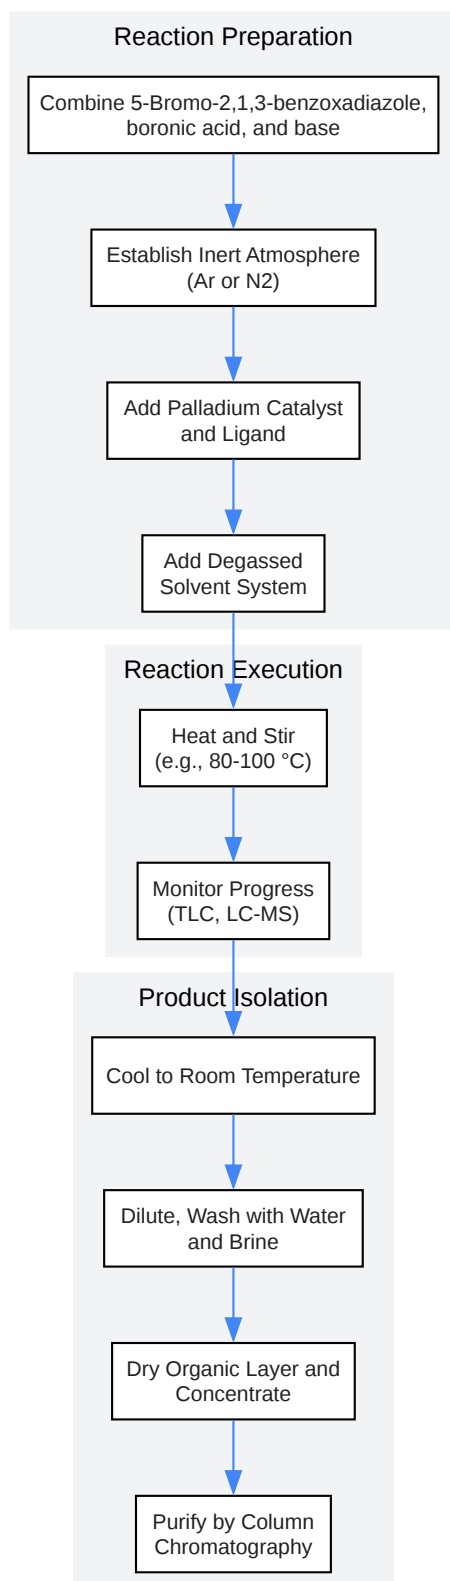 Reaction Preparation
Combine 5-Bromo-2,1,3-benzoxadiazole,
boronic acid, and base
Establish Inert Atmosphere
(Ar or N2)
Add Palladium Catalyst
and Ligand
Add Degassed
Solvent System
Reaction Execution
Heat and Stir
(e.g., 80-100 °C)
Monitor Progress
(TLC, LC-MS)
Product Isolation
Cool to Room Temperature
Dilute, Wash with Water
and Brine
Dry Organic Layer and
Concentrate
Purify by Column
Chromatography